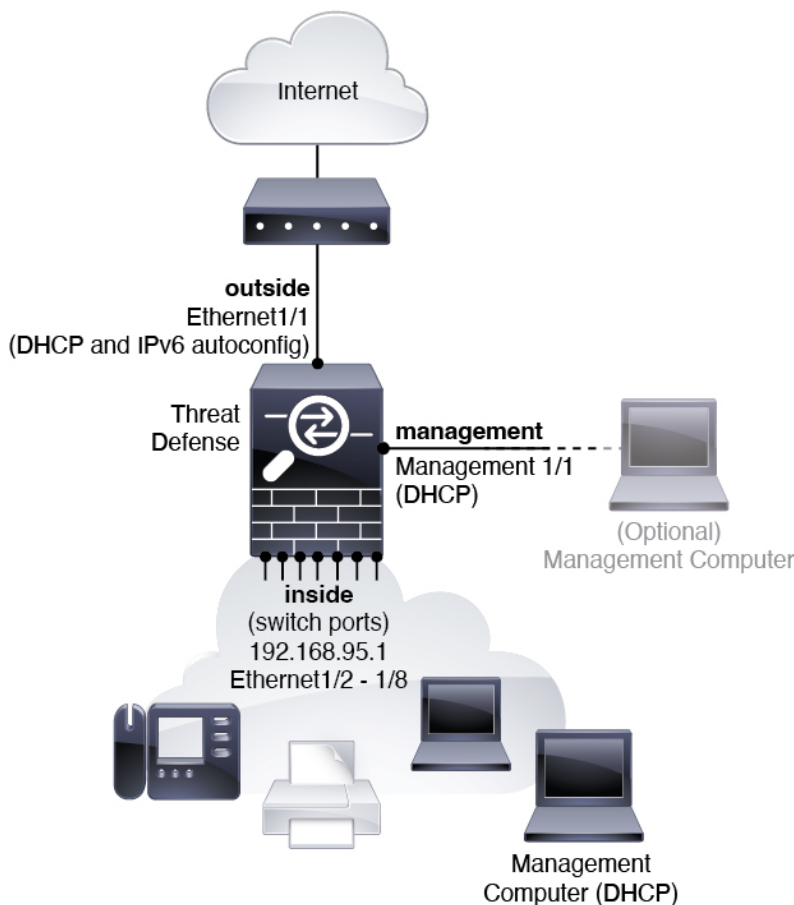 Internet
outside
Ethernet1/1
(DHCP and IPv6 autoconfig)
Threat
Defense
management
Management 1/1
(DHCP)
(Optional)
Management Computer
inside
(switch ports)
192.168.95.1
Ethernet1/2 - 1/8
Management
Computer (DHCP)